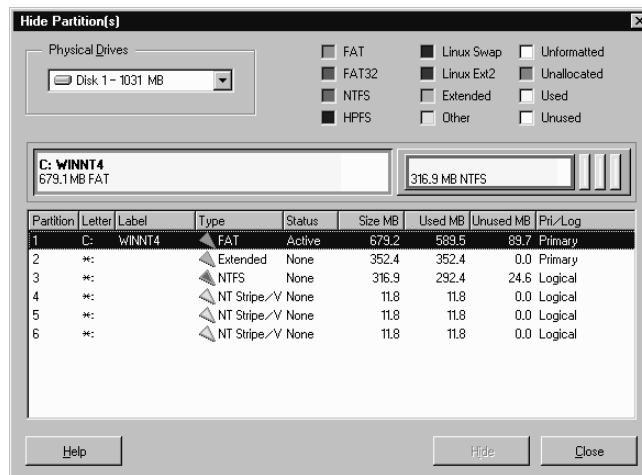 Hide Partition(s)
Physical Drives
Disk 1 - 1031 MB
FAT
FAT32
NTFS
HPFS
Linux Swap
Linux Ext2
Extended
Other
Unformatted
Unallocated
Used
Unused
C: WINNT4
679.1 MB FAT
316.9 MB NTFS
Partition Letter Label Type Status Size MB Used MB Unused MB Pri/Log
1 C: WINNT4 FAT Active 679.2 589.5 89.7 Primary
2 *: Extended None 352.4 352.4 0.0 Primary
3 *: NTFS None 316.9 292.4 24.6 Logical
4 *: NT Stripe/V None 11.8 11.8 0.0 Logical
5 *: NT Stripe/V None 11.8 11.8 0.0 Logical
6 *: NT Stripe/V None 11.8 11.8 0.0 Logical
Help
Hide
Close